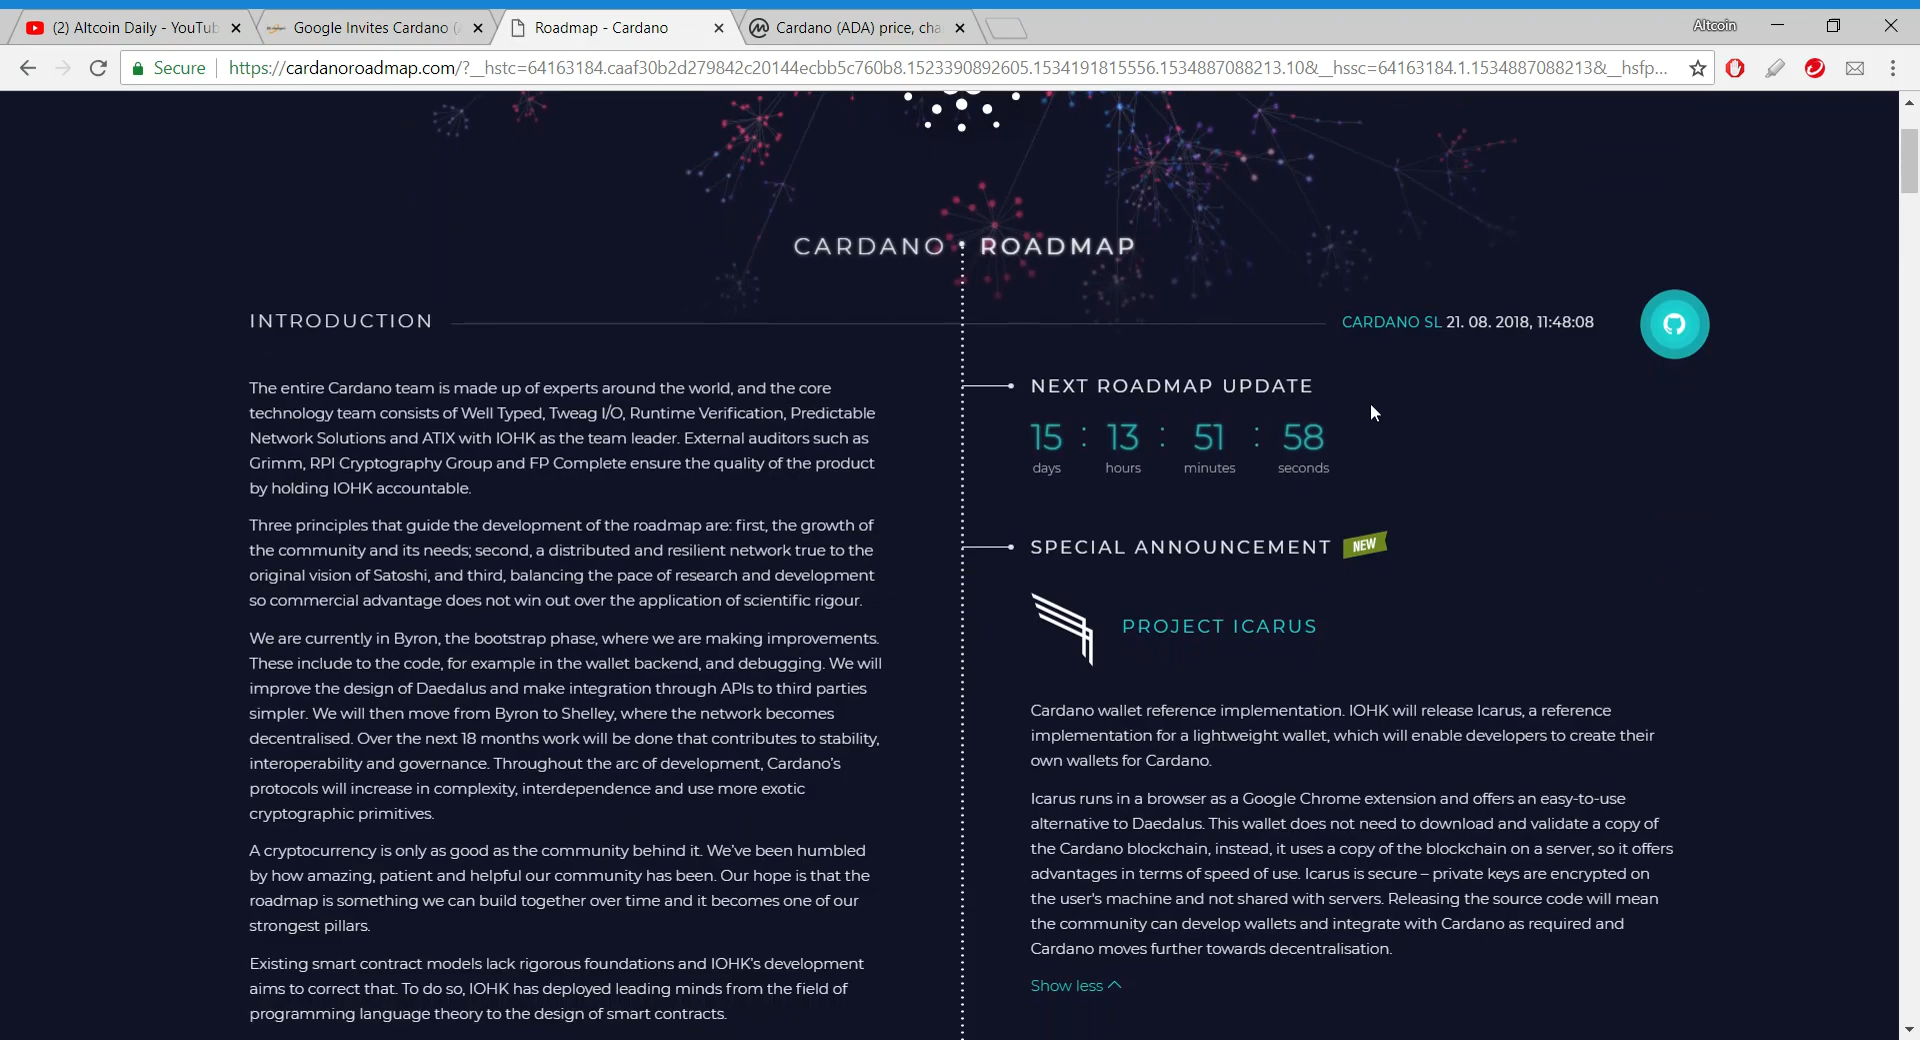 (2) Altcoin Daily - YouTub
Google Invites Cardano (
Roadmap - Cardano
Cardano (ADA) price, cha
Altcoin
Secure
https://cardanoroadmap.com/?__hstc=64163184.caaf30b2d279842c20144ecbb5c760b8.1523390892605.1534191815556.1534887088213.10&__hssc=64163184.1.1534887088213&__hsfp...
CARDANO • ROADMAP
INTRODUCTION
CARDANO SL 21. 08. 2018, 11:48:08
The entire Cardano team is made up of experts around the world, and the core
technology team consists of Well Typed, Tweag I/O, Runtime Verification, Predictable
Network Solutions and ATIX with IOHK as the team leader. External auditors such as
Grimm, RPI Cryptography Group and FP Complete ensure the quality of the product
by holding IOHK accountable.
Three principles that guide the development of the roadmap are: first, the growth of
the community and its needs; second, a distributed and resilient network true to the
original vision of Satoshi, and third, balancing the pace of research and development
so commercial advantage does not win out over the application of scientific rigour.
We are currently in Byron, the bootstrap phase, where we are making improvements.
These include to the code, for example in the wallet backend, and debugging. We will
improve the design of Daedalus and make integration through APIs to third parties
simpler. We will then move from Byron to Shelley, where the network becomes
decentralised. Over the next 18 months work will be done that contributes to stability,
interoperability and governance. Throughout the arc of development, Cardano's
protocols will increase in complexity, interdependence and use more exotic
cryptographic primitives.
A cryptocurrency is only as good as the community behind it. We've been humbled
by how amazing, patient and helpful our community has been. Our hope is that the
roadmap is something we can build together over time and it becomes one of our
strongest pillars.
Existing smart contract models lack rigorous foundations and IOHK's development
aims to correct that. To do so, IOHK has deployed leading minds from the field of
programming language theory to the design of smart contracts.
NEXT ROADMAP UPDATE
15 : 13 : 51 : 58
days hours minutes seconds
SPECIAL ANNOUNCEMENT NEW
PROJECT ICARUS
Cardano wallet reference implementation. IOHK will release Icarus, a reference
implementation for a lightweight wallet, which will enable developers to create their
own wallets for Cardano.
Icarus runs in a browser as a Google Chrome extension and offers an easy-to-use
alternative to Daedalus. This wallet does not need to download and validate a copy of
the Cardano blockchain, instead, it uses a copy of the blockchain on a server, so it offers
advantages in terms of speed of use. Icarus is secure – private keys are encrypted on
the user's machine and not shared with servers. Releasing the source code will mean
the community can develop wallets and integrate with Cardano as required and
Cardano moves further towards decentralisation.
Show less